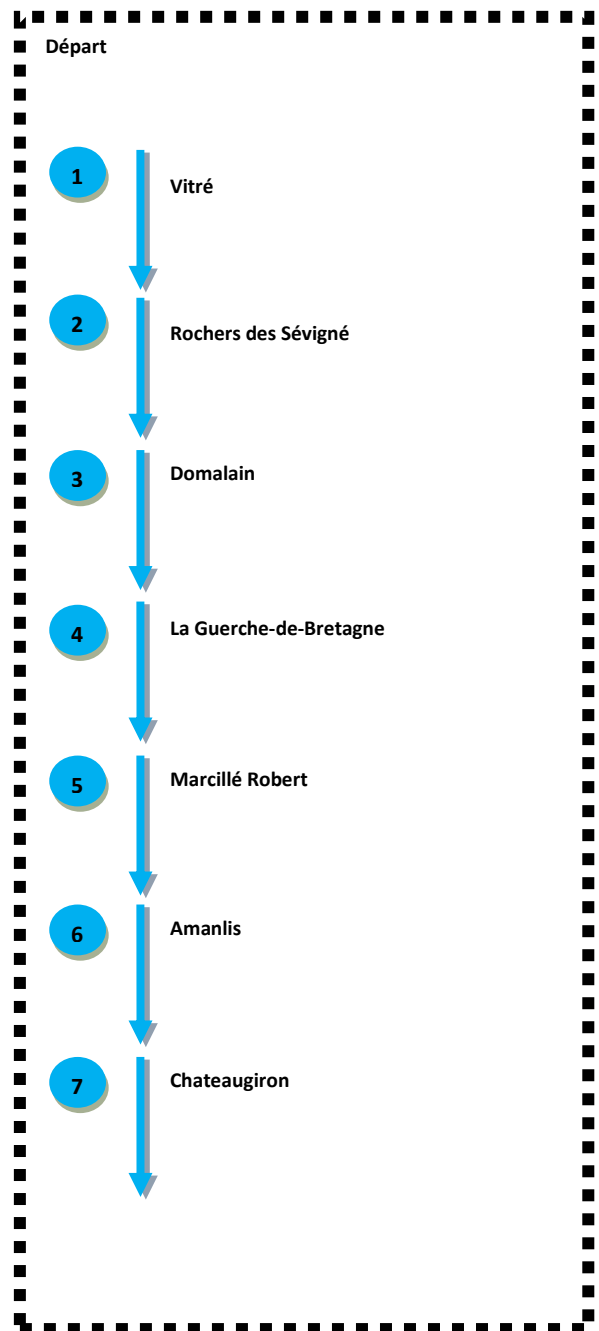 Départ
1
Vitré
2
Rochers des Sévigné
3
Domalain
4
La Guerche-de-Bretagne
5
Marcillé Robert
6
Amanlis
7
Chateaugiron